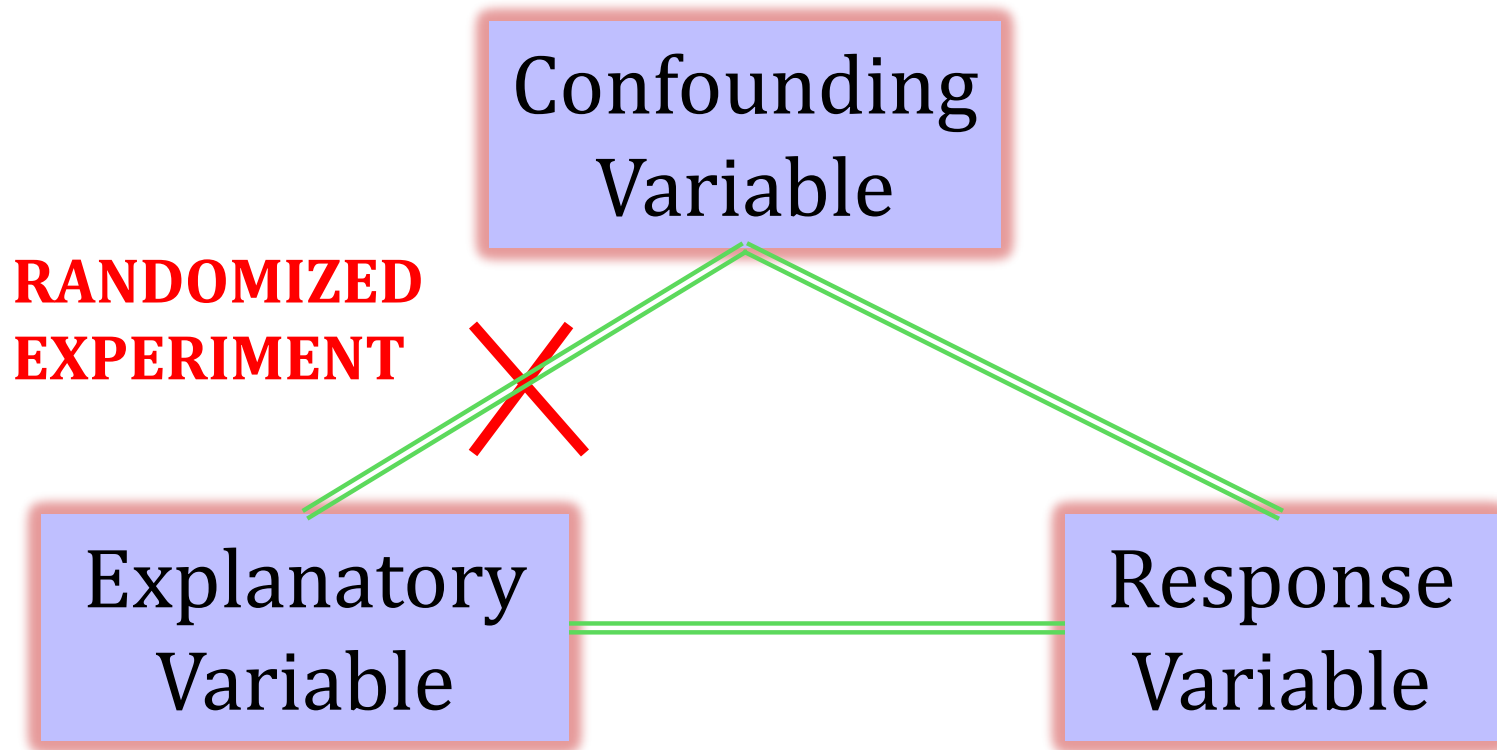 Confounding
Variable
RANDOMIZED
EXPERIMENT
Explanatory
Variable
Response
Variable